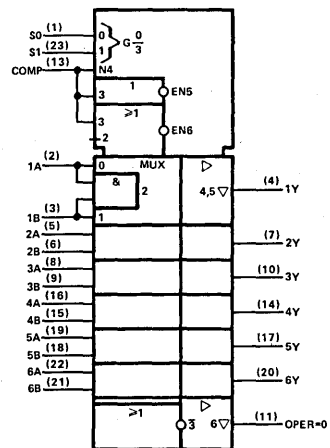 S0 (1) 0 G 0/3
S1 (23) 1
COMP (13) N4
1
3 EN5
≥1
3 EN6
2
1A (2) 0 MUX ▷
& 2 4,5 ▽ (4) 1Y
1B (3) 1
2A (5) (7) 2Y
2B (6)
3A (8) (10) 3Y
3B (9)
4A (16) (14) 4Y
4B (15)
5A (19) (17) 5Y
5B (18)
6A (22) (20) 6Y
6B (21)
≥1 ▷
3 6 ▽ (11) OPER=0